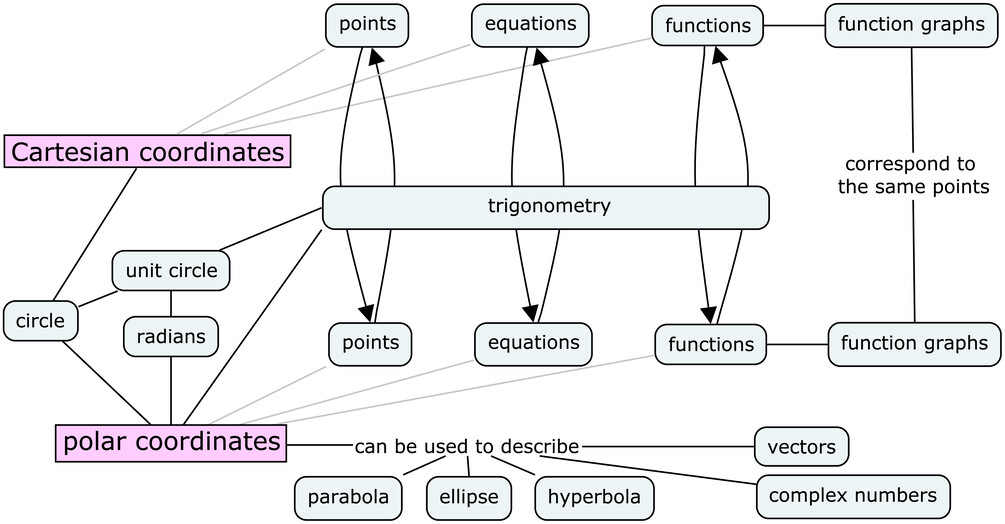 points
equations
functions
function graphs
Cartesian coordinates
correspond to
the same points
trigonometry
unit circle
circle
radians
points
equations
functions
function graphs
polar coordinates
can be used to describe
vectors
parabola
ellipse
hyperbola
complex numbers